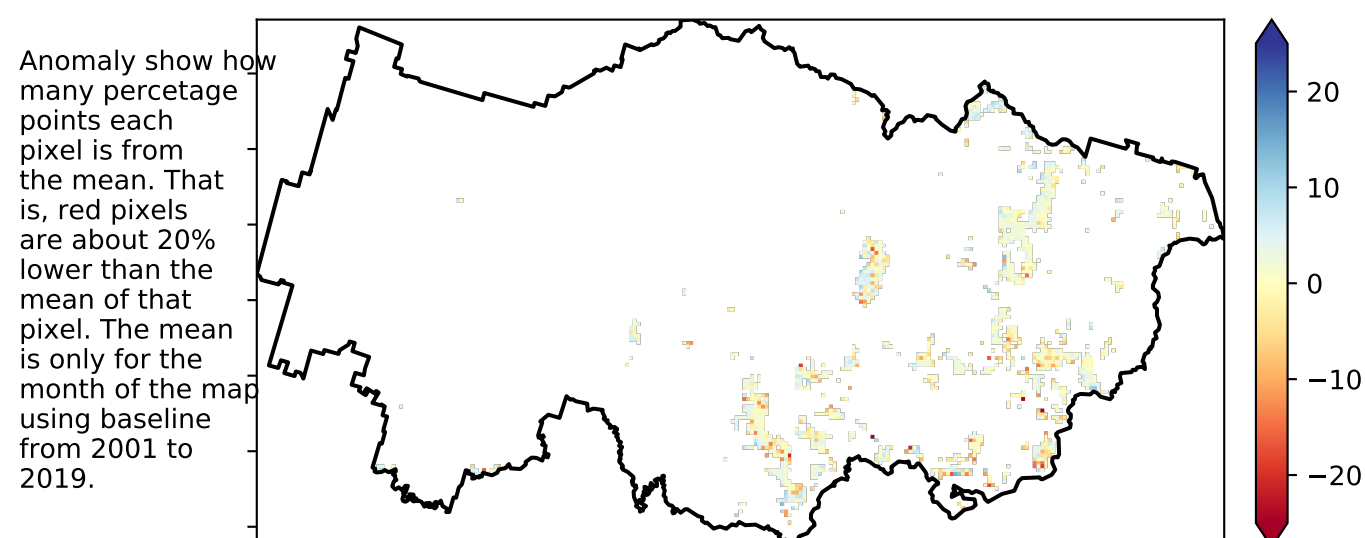 Anomaly show how
many percetage
points each
pixel is from
the mean. That
is, red pixels
are about 20%
lower than the
mean of that
pixel. The mean
is only for the
month of the map
using baseline
from 2001 to
2019.
20
10
0
−10
−20